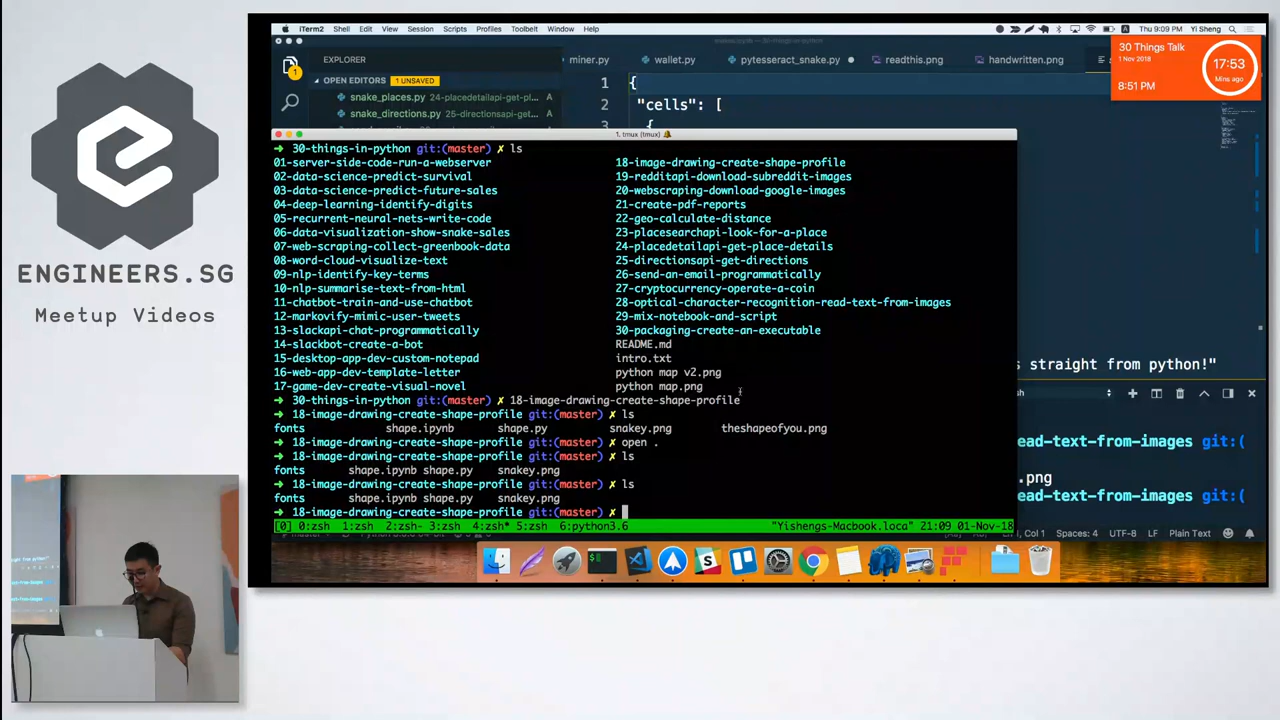 ENGINEERS.SG
Meetup Videos
iTerm2 Shell Edit View Session Scripts Profiles Toolbelt Window Help
Thu 9:09 PM Yi Sheng
30 Things Talk
1 Nov 2018
8:51 PM
17:53
Mins ago
EXPLORER
OPEN EDITORS 1 UNSAVED
snake_places.py 24-placedetailapi-get-pl... A
snake_directions.py 25-directionsapi-get... A
miner.py wallet.py pytesseract_snake.py readthis.png handwritten.png
1 {
2 "cells": [
3 {
1. tmux (tmux)
➜ 30-things-in-python git:(master) ✗ ls
01-server-side-code-run-a-webserver 18-image-drawing-create-shape-profile
02-data-science-predict-survival 19-redditapi-download-subreddit-images
03-data-science-predict-future-sales 20-webscraping-download-google-images
04-deep-learning-identify-digits 21-create-pdf-reports
05-recurrent-neural-nets-write-code 22-geo-calculate-distance
06-data-visualization-show-snake-sales 23-placesearchapi-look-for-a-place
07-web-scraping-collect-greenbook-data 24-placedetailapi-get-place-details
08-word-cloud-visualize-text 25-directionsapi-get-directions
09-nlp-identify-key-terms 26-send-an-email-programmatically
10-nlp-summarise-text-from-html 27-cryptocurrency-operate-a-coin
11-chatbot-train-and-use-chatbot 28-optical-character-recognition-read-text-from-images
12-markovify-mimic-user-tweets 29-mix-notebook-and-script
13-slackapi-chat-programmatically 30-packaging-create-an-executable
14-slackbot-create-a-bot README.md
15-desktop-app-dev-custom-notepad intro.txt
16-web-app-dev-template-letter python map v2.png
17-game-dev-create-visual-novel python map.png
➜ 30-things-in-python git:(master) ✗ 18-image-drawing-create-shape-profile
➜ 18-image-drawing-create-shape-profile git:(master) ✗ ls
fonts shape.ipynb shape.py snakey.png theshapeofyou.png
➜ 18-image-drawing-create-shape-profile git:(master) ✗ open .
➜ 18-image-drawing-create-shape-profile git:(master) ✗ ls
fonts shape.ipynb shape.py snakey.png
➜ 18-image-drawing-create-shape-profile git:(master) ✗ ls
fonts shape.ipynb shape.py snakey.png
➜ 18-image-drawing-create-shape-profile git:(master) ✗
[0] 0:zsh 1:zsh 2:zsh- 3:zsh 4:zsh* 5:zsh 6:python3.6 "Yishengs-Macbook.loca" 21:09 01-Nov-18
s straight from python!"
sh
ead-text-from-images git:(
.png
ead-text-from-images git:(
Col 1 Spaces: 4 UTF-8 LF Plain Text